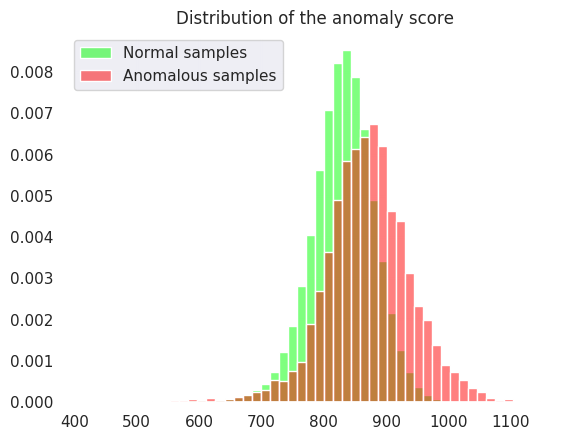 Distribution of the anomaly score
Normal samples
Anomalous samples
0.008
0.007
0.006
0.005
0.004
0.003
0.002
0.001
0.000
400 500 600 700 800 900 1000 1100